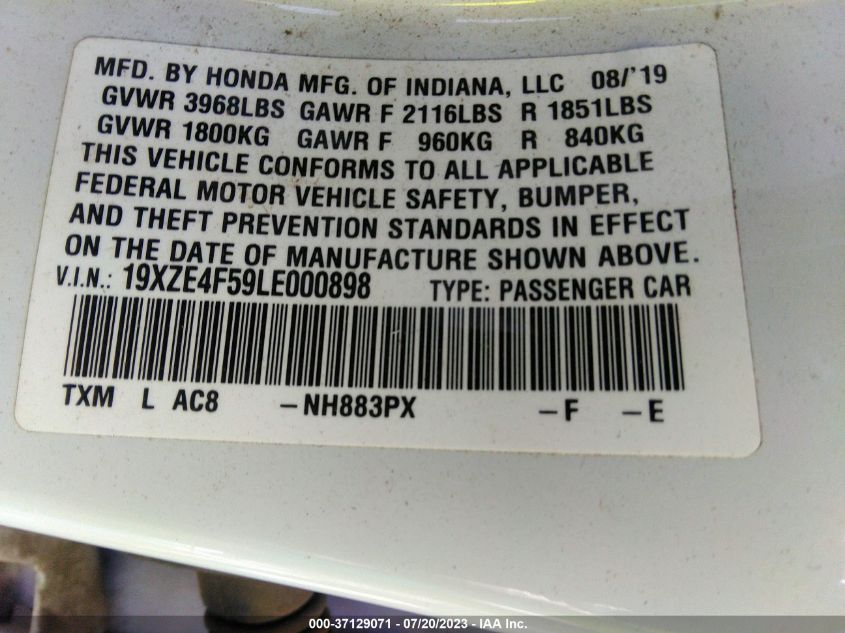 MFD. BY HONDA MFG. OF INDIANA, LLC 08/'19
GVWR 3968LBS GAWR F 2116LBS R 1851LBS
GVWR 1800KG GAWR F 960KG R 840KG
THIS VEHICLE CONFORMS TO ALL APPLICABLE
FEDERAL MOTOR VEHICLE SAFETY, BUMPER,
AND THEFT PREVENTION STANDARDS IN EFFECT
ON THE DATE OF MANUFACTURE SHOWN ABOVE.
V.I.N.: 19XZE4F59LE000898 TYPE: PASSENGER CAR
TXM L AC8 -NH883PX -F -E
000-37129071 - 07/20/2023 - IAA Inc.